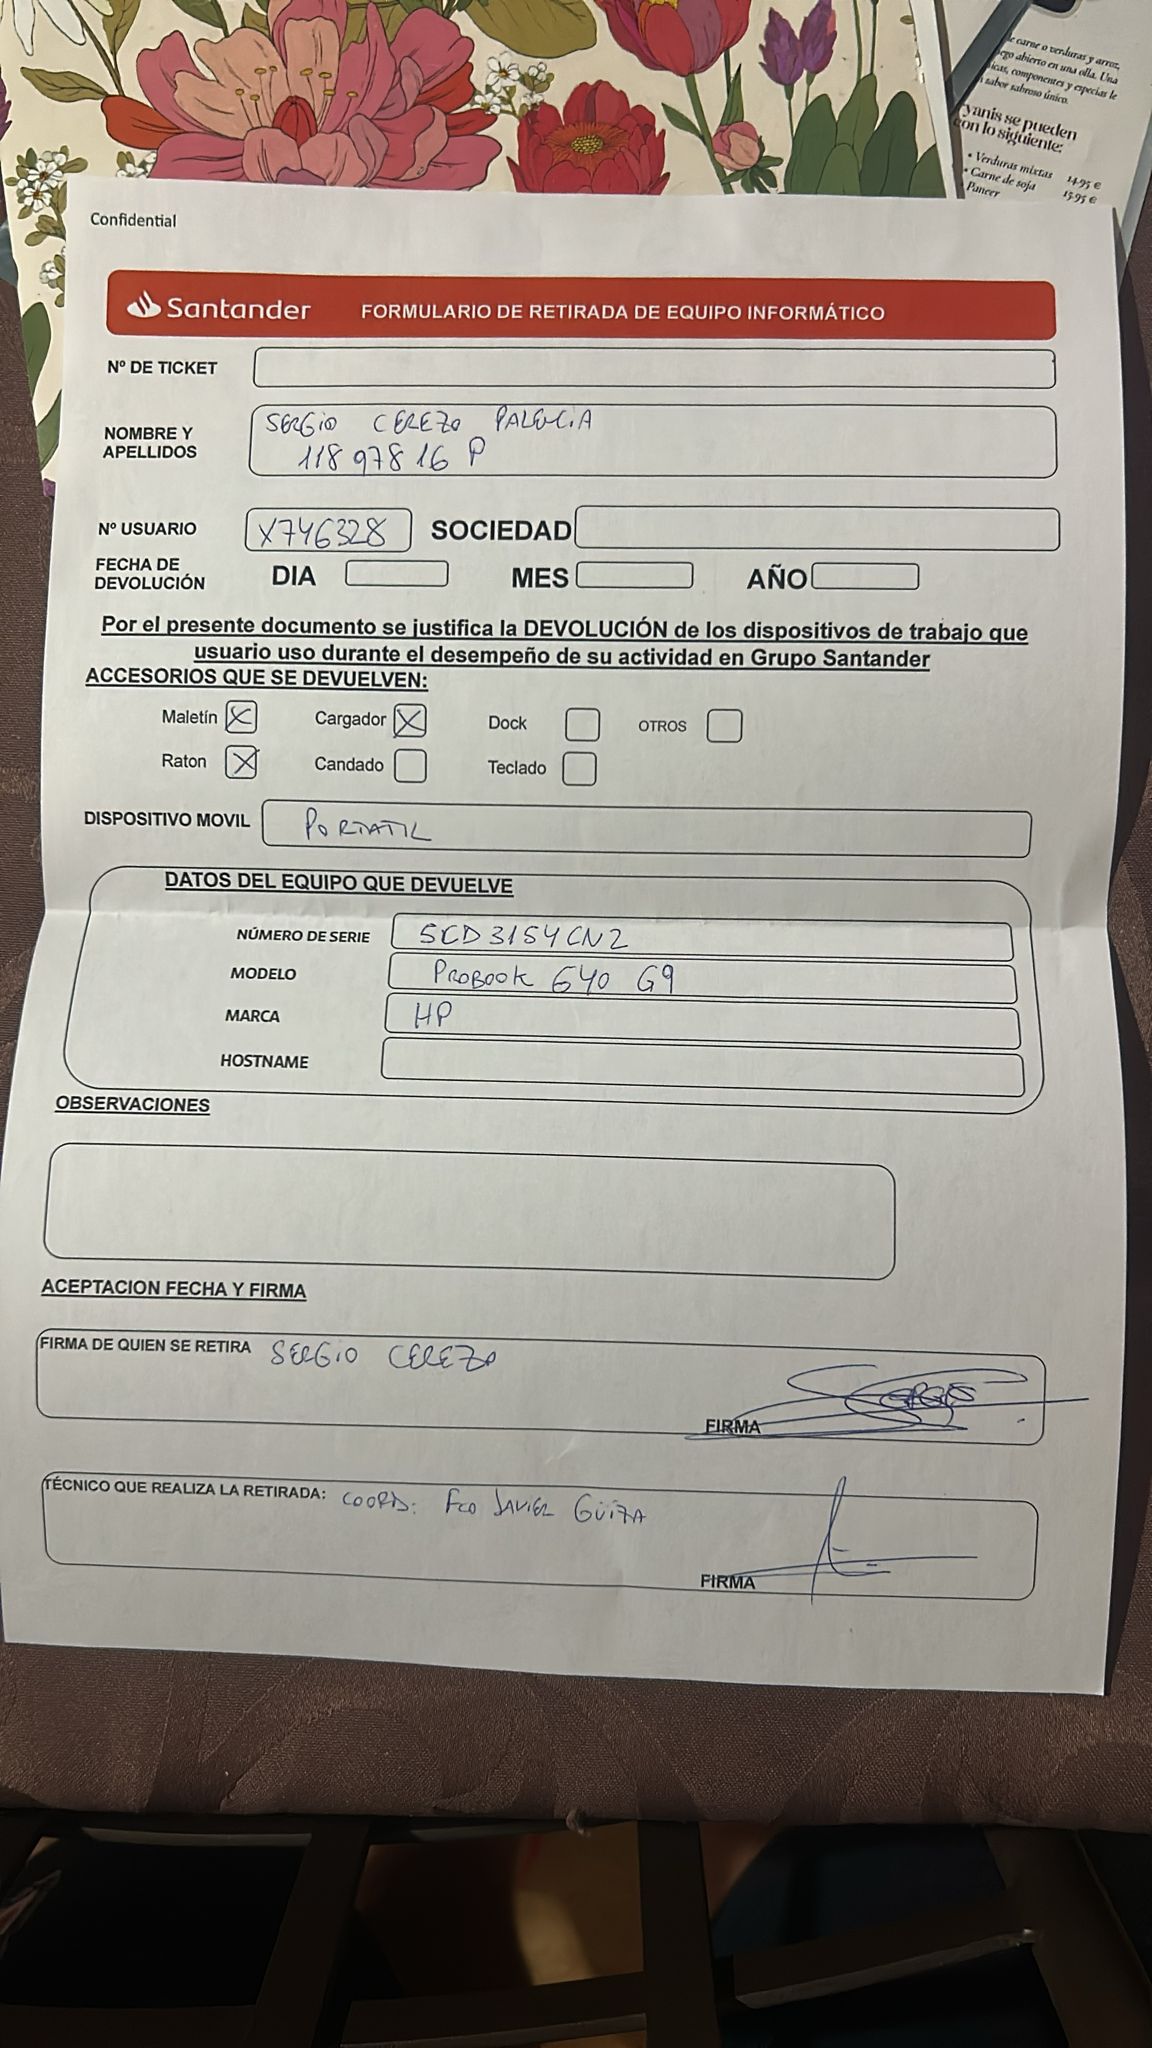 le carne o verduras y arroz,
ego abierto en una olla. Una
icas, componentes y especias le
sabor sabroso único.
yanis se pueden
con lo siguiente:
• Verduras mixtas 14,95 €
• Carne de soja 15,95 €
Paneer
Confidential
Santander FORMULARIO DE RETIRADA DE EQUIPO INFORMÁTICO
Nº DE TICKET
NOMBRE Y APELLIDOS SERGIO CEREZO PALENCIA
11897816 P
Nº USUARIO X746328 SOCIEDAD
FECHA DE DEVOLUCIÓN DIA MES AÑO
Por el presente documento se justifica la DEVOLUCIÓN de los dispositivos de trabajo que
usuario uso durante el desempeño de su actividad en Grupo Santander
ACCESORIOS QUE SE DEVUELVEN:
Maletín X Cargador X Dock OTROS
Raton X Candado Teclado
DISPOSITIVO MOVIL PORTATIL
DATOS DEL EQUIPO QUE DEVUELVE
NÚMERO DE SERIE 5CD3154CN2
MODELO PROBOOK 640 G9
MARCA HP
HOSTNAME
OBSERVACIONES
ACEPTACION FECHA Y FIRMA
FIRMA DE QUIEN SE RETIRA SERGIO CEREZO
FIRMA
TÉCNICO QUE REALIZA LA RETIRADA: COORD: FCO JAVIER
FIRMA